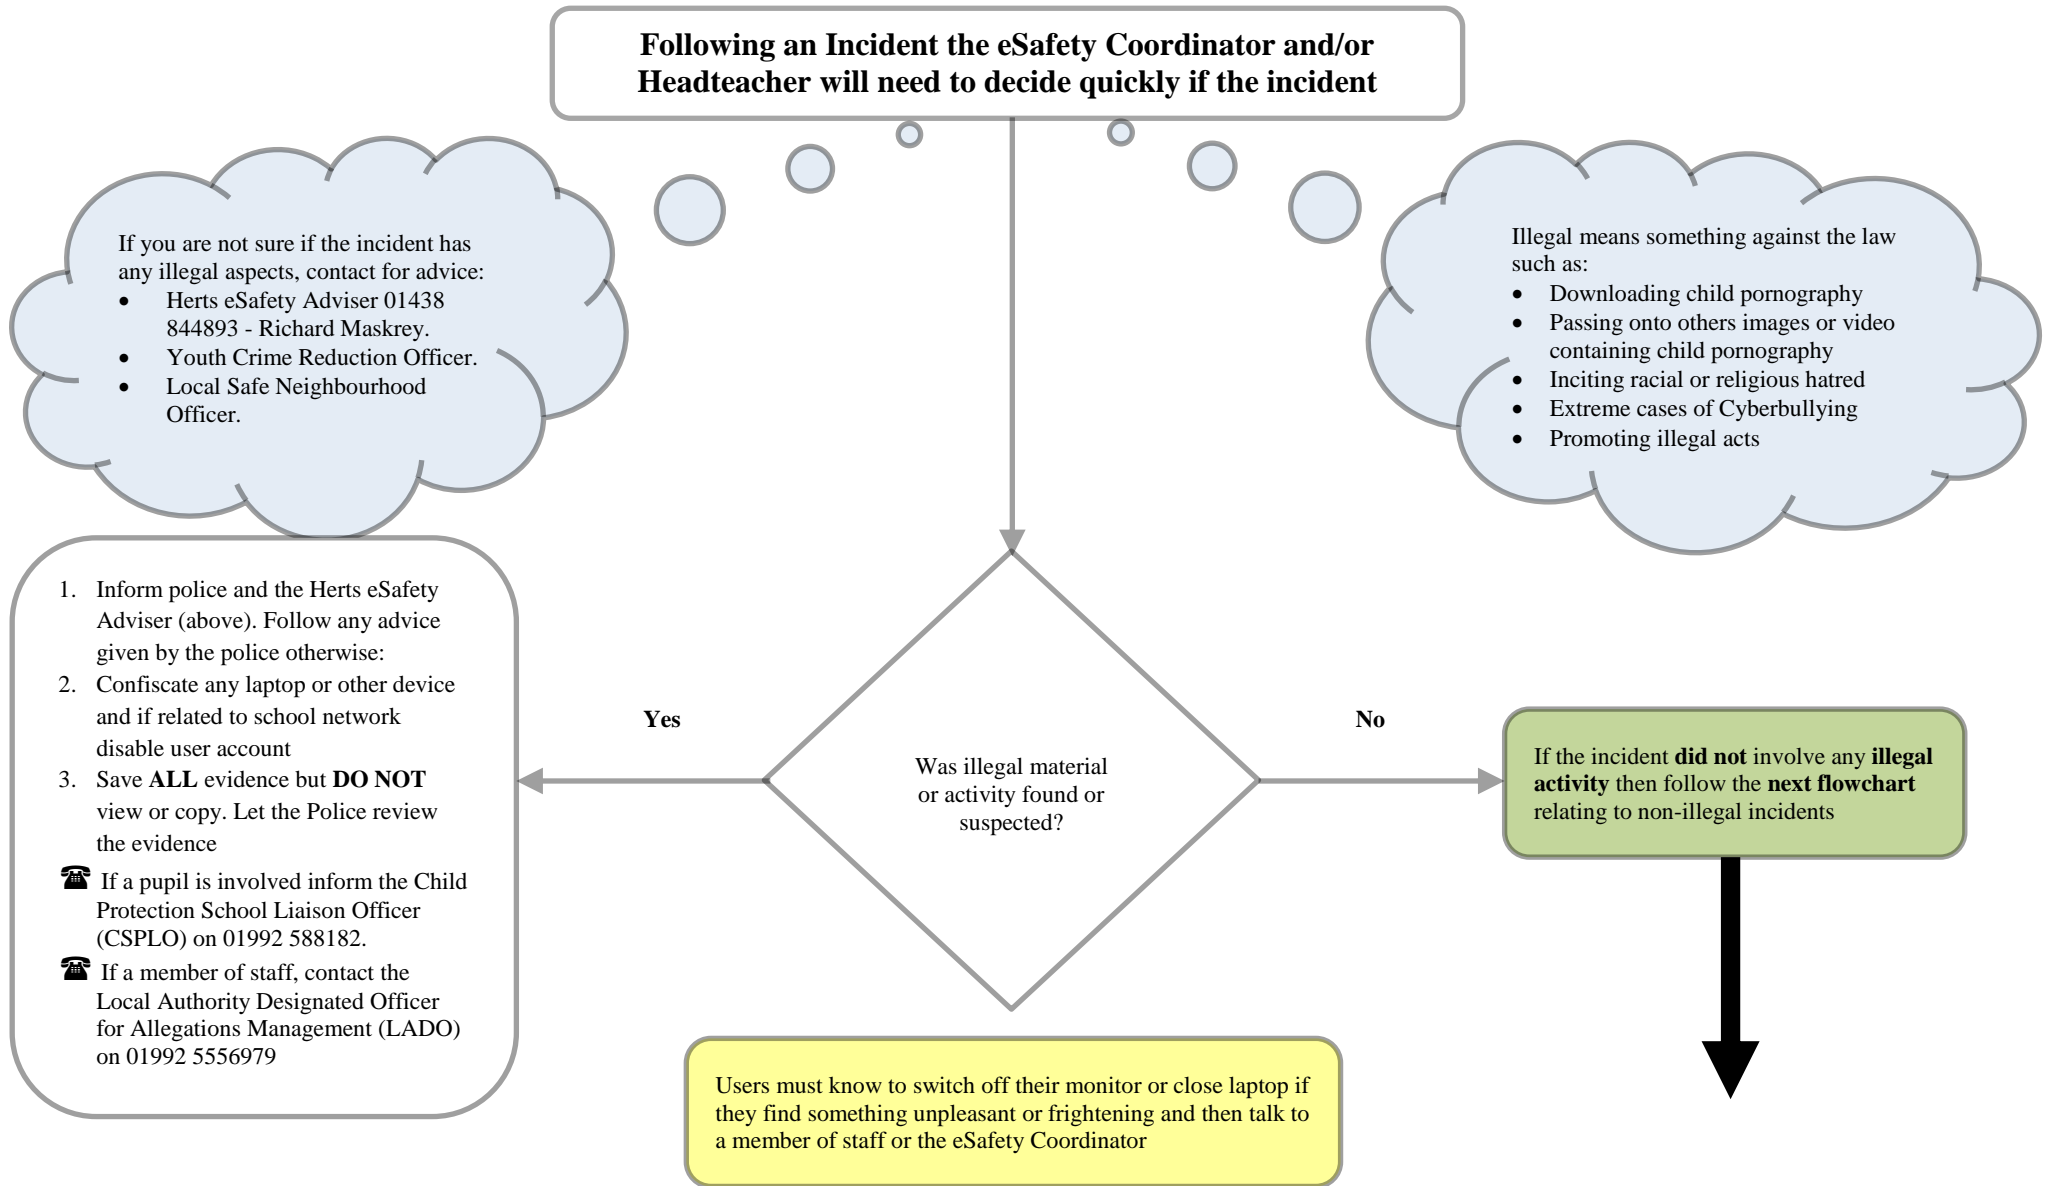 Following an Incident the eSafety Coordinator and/or
Headteacher will need to decide quickly if the incident
If you are not sure if the incident has
any illegal aspects, contact for advice:
• Herts eSafety Adviser 01438
844893 - Richard Maskrey.
• Youth Crime Reduction Officer.
• Local Safe Neighbourhood
Officer.
Illegal means something against the law
such as:
• Downloading child pornography
• Passing onto others images or video
containing child pornography
• Inciting racial or religious hatred
• Extreme cases of Cyberbullying
• Promoting illegal acts
1. Inform police and the Herts eSafety
Adviser (above). Follow any advice
given by the police otherwise:
2. Confiscate any laptop or other device
and if related to school network
disable user account
3. Save ALL evidence but DO NOT
view or copy. Let the Police review
the evidence
☎ If a pupil is involved inform the Child
Protection School Liaison Officer
(CSPLO) on 01992 588182.
☎ If a member of staff, contact the
Local Authority Designated Officer
for Allegations Management (LADO)
on 01992 5556979
Yes
Was illegal material
or activity found or
suspected?
No
If the incident did not involve any illegal
activity then follow the next flowchart
relating to non-illegal incidents
Users must know to switch off their monitor or close laptop if
they find something unpleasant or frightening and then talk to
a member of staff or the eSafety Coordinator